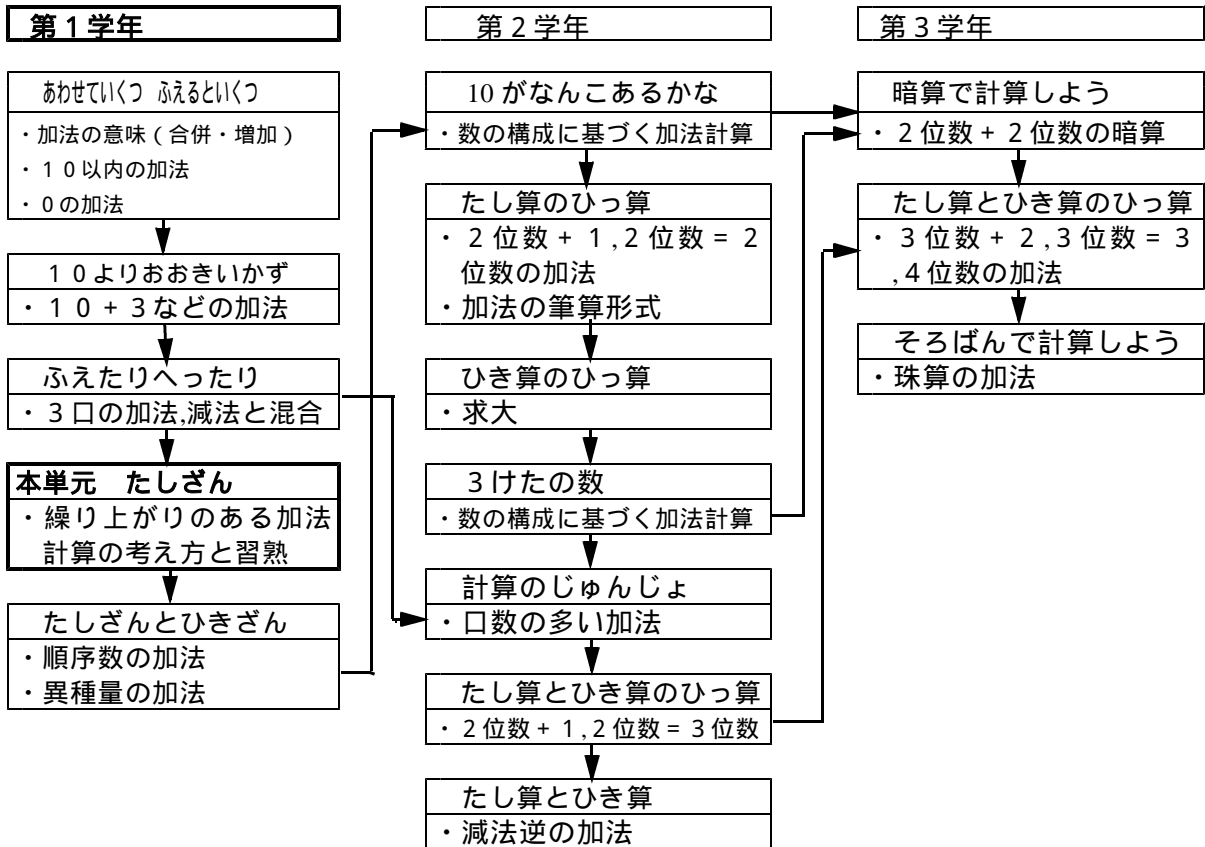 第１学年
あわせていくつ ふえるといくつ
・加法の意味（合併・増加）
・１０以内の加法
・０の加法
１０よりおおきいかず
・１０＋３などの加法
ふえたりへったり
・３口の加法,減法と混合
本単元　たしざん
・繰り上がりのある加法
計算の考え方と習熟
たしざんとひきざん
・順序数の加法
・異種量の加法
第２学年
10がなんこあるかな
・数の構成に基づく加法計算
たし算のひっ算
・２位数＋１,２位数＝２
位数の加法
・加法の筆算形式
ひき算のひっ算
・求大
３けたの数
・数の構成に基づく加法計算
計算のじゅんじょ
・口数の多い加法
たし算とひき算のひっ算
・２位数＋１,２位数＝３位数
たし算とひき算
・減法逆の加法
第３学年
暗算で計算しよう
・２位数＋２位数の暗算
たし算とひき算のひっ算
・３位数＋２,３位数＝３
,４位数の加法
そろばんで計算しよう
・珠算の加法